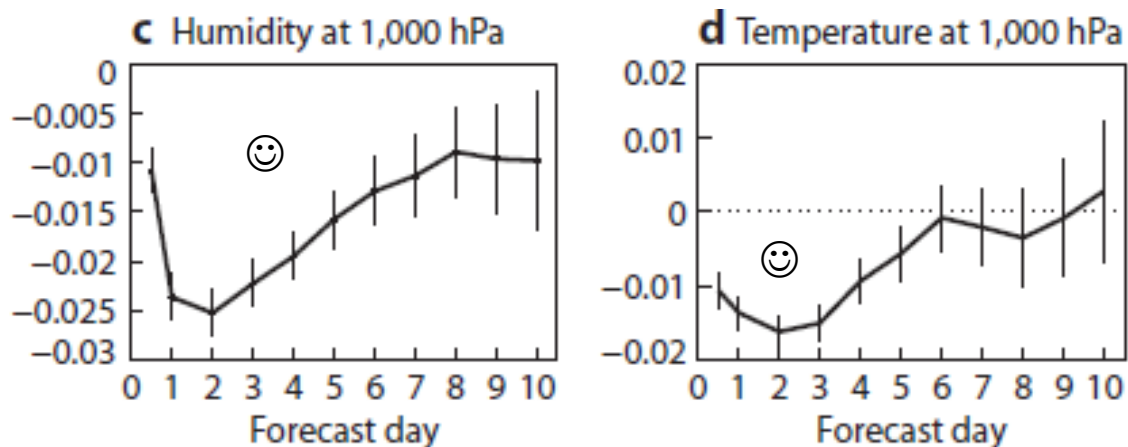 c Humidity at 1,000 hPa
0
−0.005
−0.01
−0.015
−0.02
−0.025
−0.03
0 1 2 3 4 5 6 7 8 9 10
Forecast day
d Temperature at 1,000 hPa
0.02
0.01
0
−0.01
−0.02
0 1 2 3 4 5 6 7 8 9 10
Forecast day